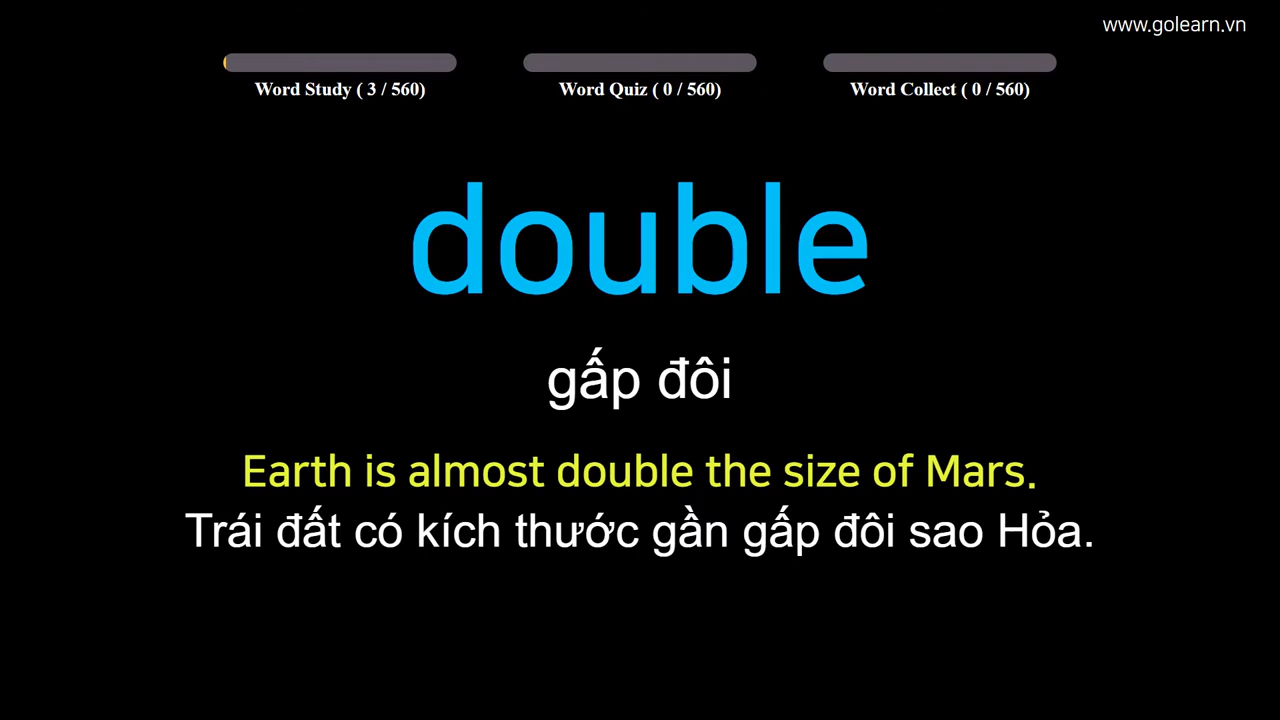 www.golearn.vn
Word Study ( 3 / 560)
Word Quiz ( 0 / 560)
Word Collect ( 0 / 560)
double
gấp đôi
Earth is almost double the size of Mars.
Trái đất có kích thước gần gấp đôi sao Hỏa.